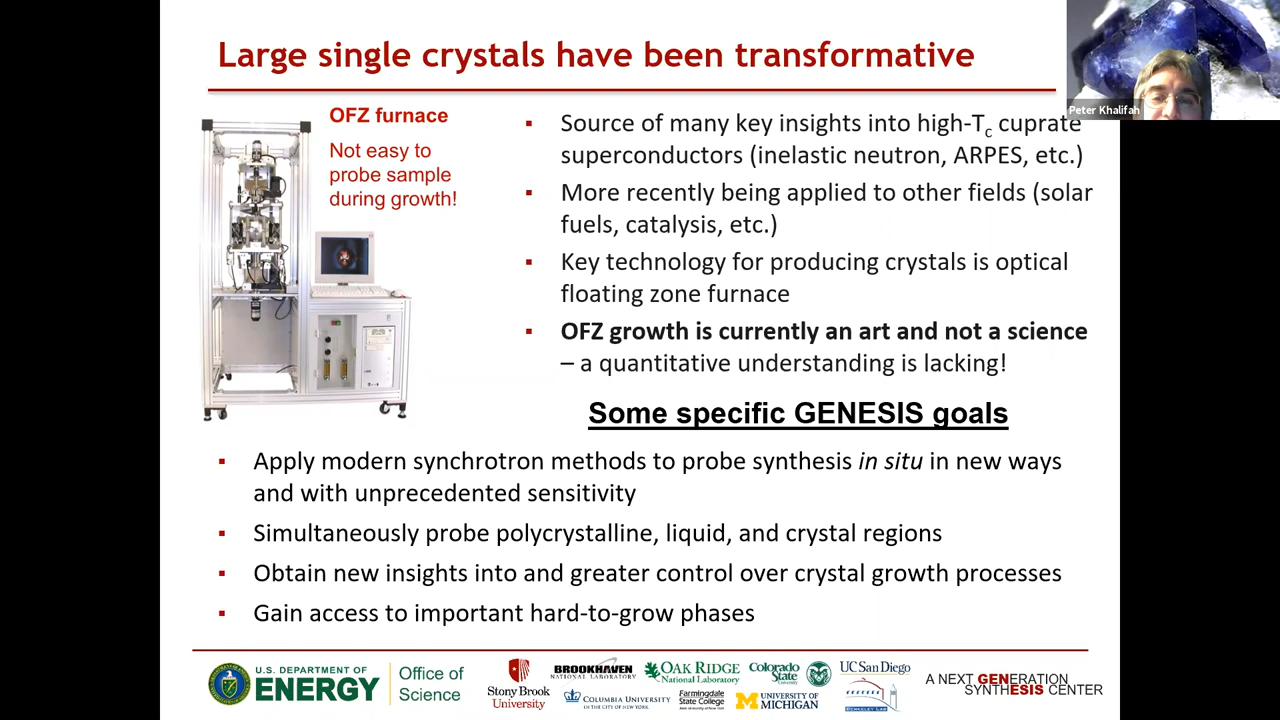 Large single crystals have been transformative
Peter Khalifah
OFZ furnace
Not easy to
probe sample
during growth!
▪ Source of many key insights into high-Tc cuprate
superconductors (inelastic neutron, ARPES, etc.)
▪ More recently being applied to other fields (solar
fuels, catalysis, etc.)
▪ Key technology for producing crystals is optical
floating zone furnace
▪ OFZ growth is currently an art and not a science
– a quantitative understanding is lacking!
Some specific GENESIS goals
▪ Apply modern synchrotron methods to probe synthesis in situ in new ways
and with unprecedented sensitivity
▪ Simultaneously probe polycrystalline, liquid, and crystal regions
▪ Obtain new insights into and greater control over crystal growth processes
▪ Gain access to important hard-to-grow phases
U.S. DEPARTMENT OF
ENERGY
Office of
Science
Stony Brook
University
BROOKHAVEN
NATIONAL LABORATORY
OAK RIDGE
National Laboratory
Colorado
State
University
UC San Diego
COLUMBIA UNIVERSITY
IN THE CITY OF NEW YORK
Farmingdale
State College
UNIVERSITY OF
MICHIGAN
BERKELEY LAB
A NEXT GENERATION
SYNTHESIS CENTER